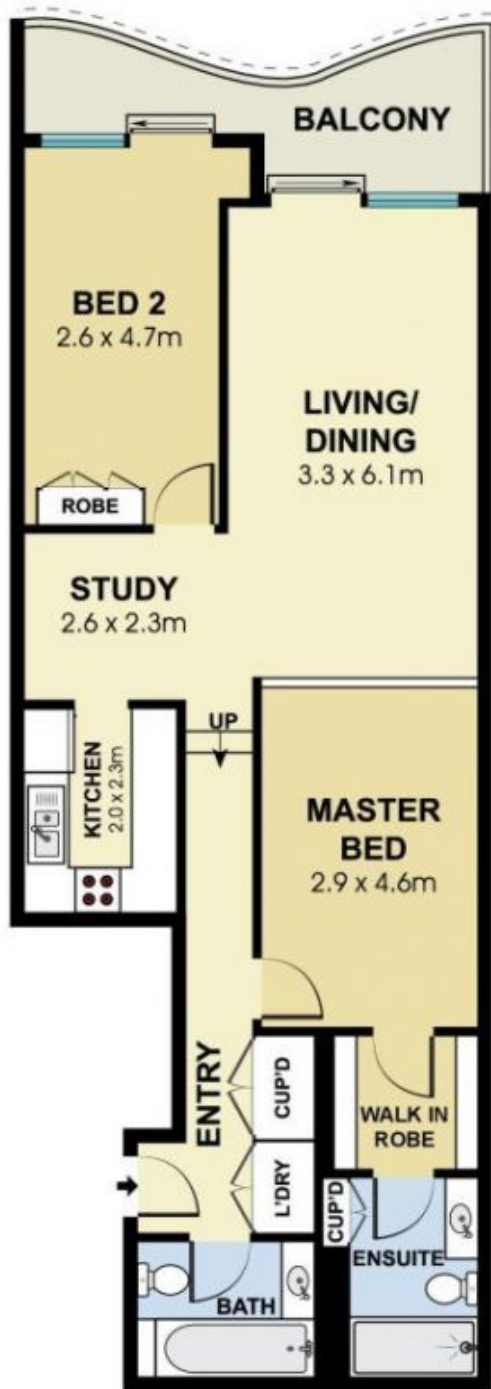 BALCONY
BED 2
2.6 x 4.7m
LIVING/
DINING
3.3 x 6.1m
ROBE
STUDY
2.6 x 2.3m
UP
KITCHEN
2.0 x 2.3m
MASTER
BED
2.9 x 4.6m
ENTRY
CUP'D
WALK IN
ROBE
L'DRY
CUP'D
ENSUITE
BATH